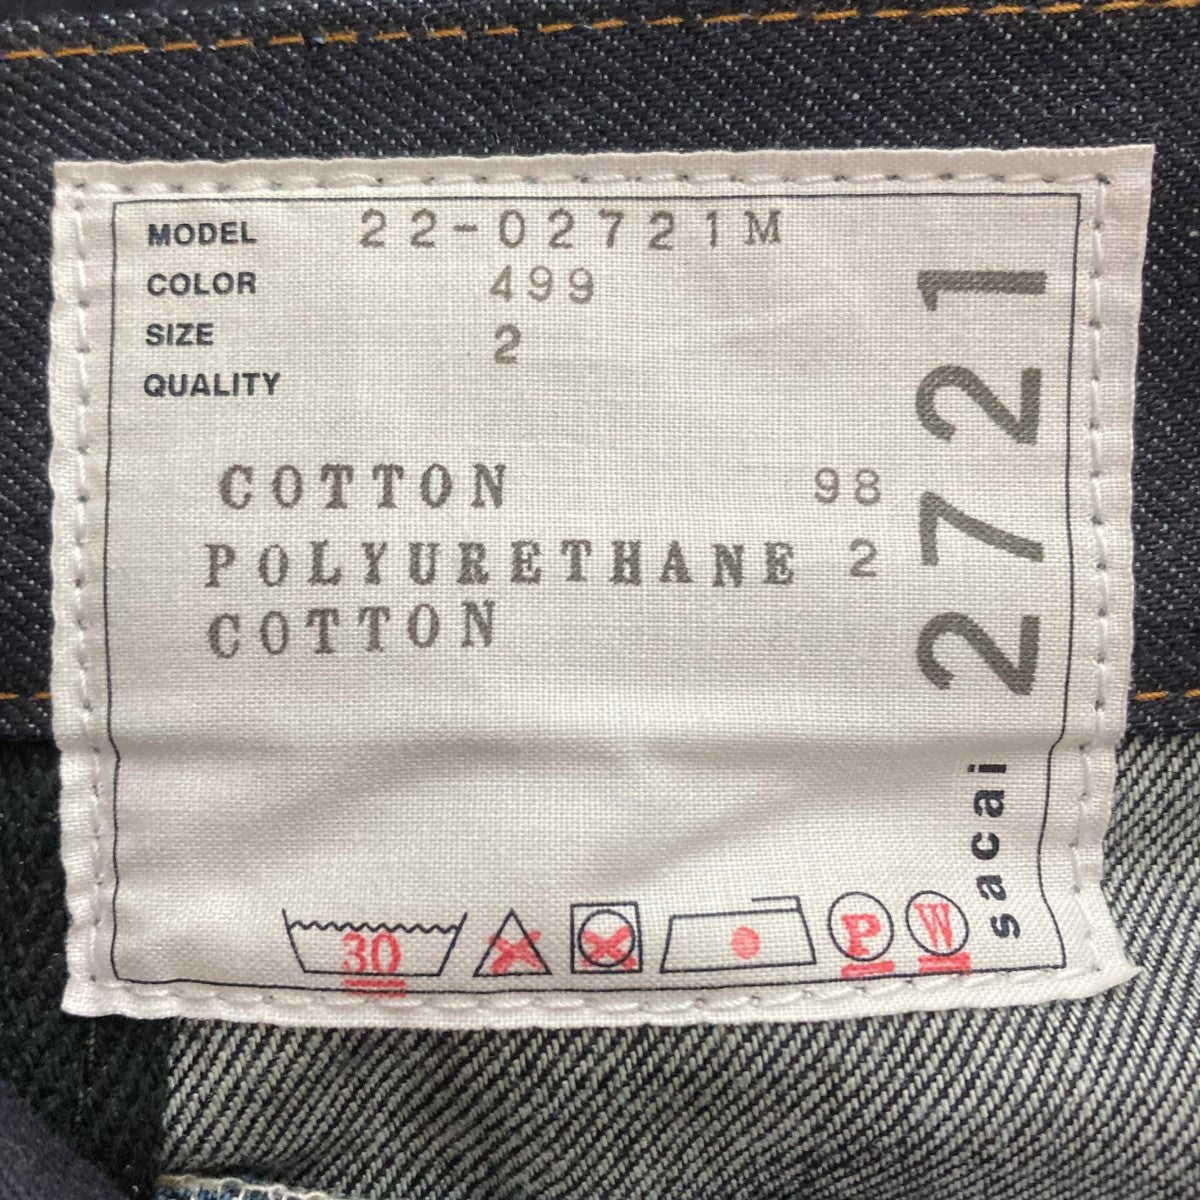 MODEL 22-02721M
COLOR 499
SIZE 2
QUALITY
COTTON 98
POLYURETHANE 2
COTTON
2721
sacai
30
P
W